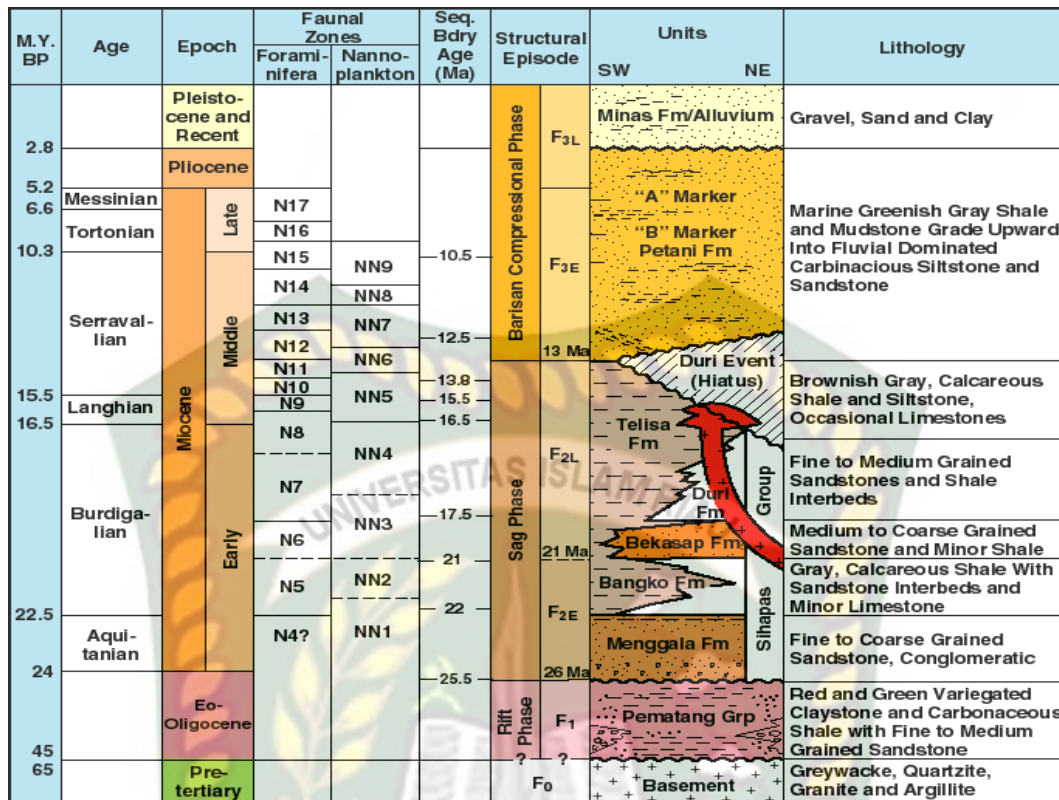 M.Y.
BP
Age
Epoch
Faunal
Zones
Forami-
nifera
Nanno-
plankton
Seq.
Bdry
Age
(Ma)
Structural
Episode
Units
SW
NE
Lithology
2.8
5.2
6.6
10.3
15.5
16.5
22.5
24
45
65
Messinian
Tortonian
Serraval-
lian
Langhian
Burdiga-
lian
Aqui-
tanian
Pleisto-
cene and
Recent
Pliocene
Miocene
Late
Middle
Early
Eo-
Oligocene
Pre-
tertiary
N17
N16
N15
N14
N13
N12
N11
N10
N9
N8
N7
N6
N5
N4?
NN9
NN8
NN7
NN6
NN5
NN4
NN3
NN2
NN1
10.5
12.5
13.8
15.5
16.5
17.5
21
22
25.5
Barisan Compressional Phase
Sag Phase
Rift
Phase
?
F3L
F3E
13 Ma
F2L
21 Ma
F2E
26 Ma
F1
?
F0
Minas Fm/Alluvium
"A" Marker
"B" Marker
Petani Fm
Duri Event
(Hiatus)
Telisa
Fm
Duri
Fm
Bekasap Fm
Bangko Fm
Menggala Fm
Sihapas
Group
Pematang Grp
Basement
Gravel, Sand and Clay
Marine Greenish Gray Shale
and Mudstone Grade Upward
Into Fluvial Dominated
Carbinacious Siltstone and
Sandstone
Brownish Gray, Calcareous
Shale and Siltstone,
Occasional Limestones
Fine to Medium Grained
Sandstones and Shale
Interbeds
Medium to Coarse Grained
Sandstone and Minor Shale
Gray, Calcareous Shale With
Sandstone Interbeds and
Minor Limestone
Fine to Coarse Grained
Sandstone, Conglomeratic
Red and Green Variegated
Claystone and Carbonaceous
Shale with Fine to Medium
Grained Sandstone
Greywacke, Quartzite,
Granite and Argillite
UNIVERSITAS ISLAM